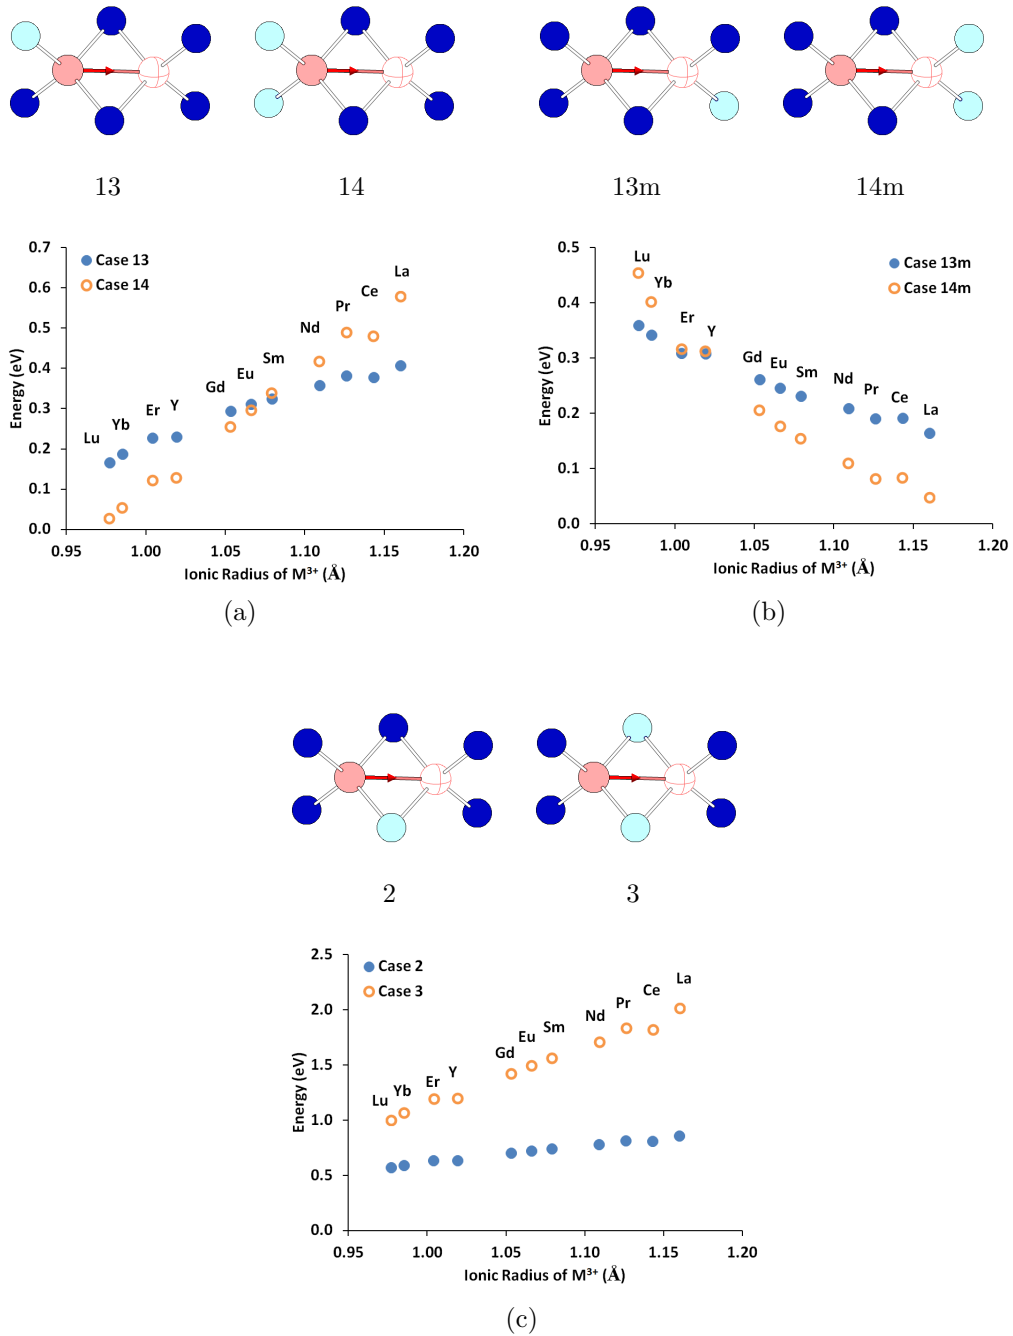 13 14 13m 14m
0.7 0.6 0.5 0.4 0.3 0.2 0.1 0.0
Energy (eV)
Case 13
Case 14
Lu Yb Er Y Gd Eu Sm Nd Pr Ce La
0.95 1.00 1.05 1.10 1.15 1.20
Ionic Radius of M³⁺ (Å)
(a)
0.5 0.4 0.3 0.2 0.1 0.0
Energy (eV)
Case 13m
Case 14m
Lu Yb Er Y Gd Eu Sm Nd Pr Ce La
0.95 1.00 1.05 1.10 1.15 1.20
Ionic Radius of M³⁺ (Å)
(b)
2 3
2.5 2.0 1.5 1.0 0.5 0.0
Energy (eV)
Case 2
Case 3
Lu Yb Er Y Gd Eu Sm Nd Pr Ce La
0.95 1.00 1.05 1.10 1.15 1.20
Ionic Radius of M³⁺ (Å)
(c)